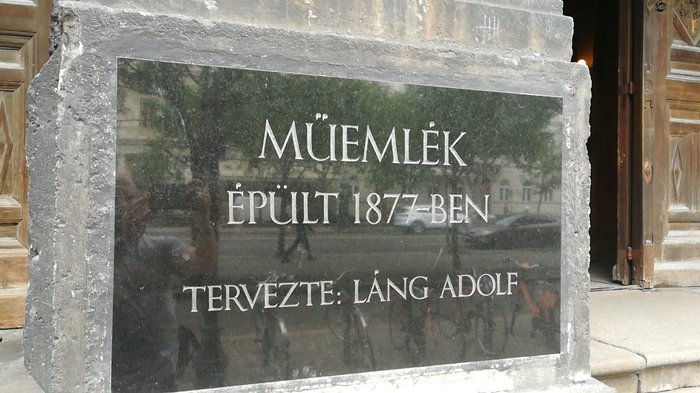 MŰEMLÉK
ÉPÜLT 1877-BEN
TERVEZTE: LÁNG ADOLF